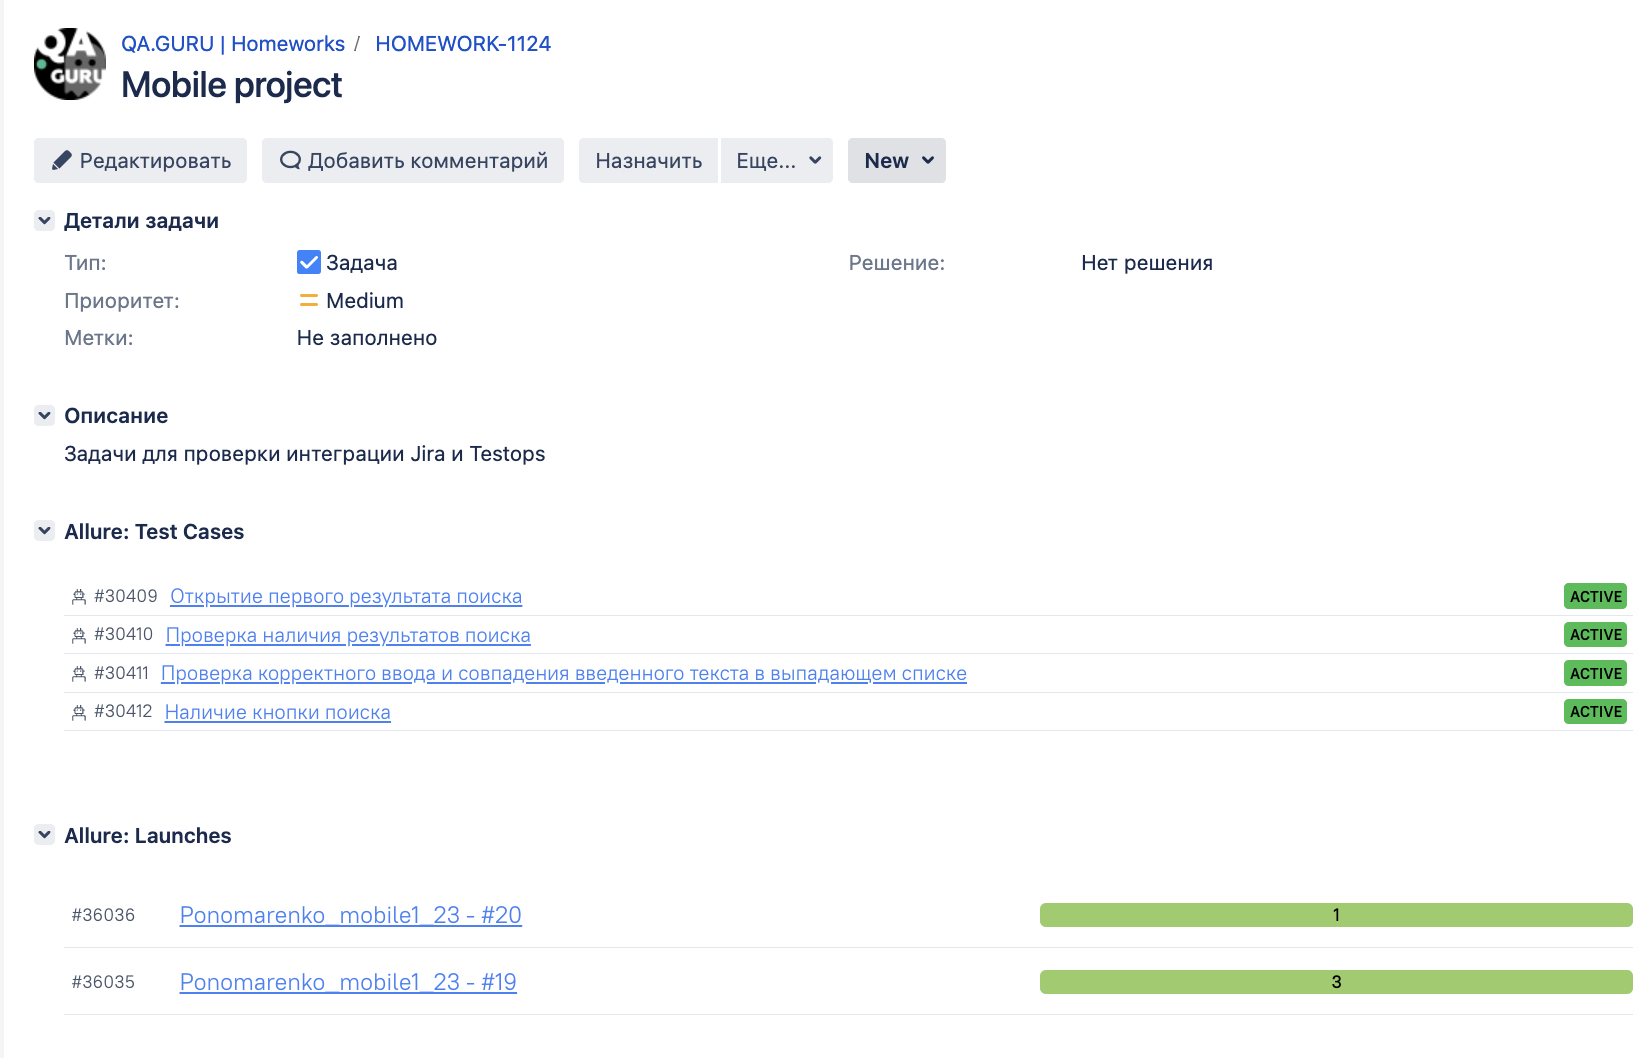 QA
GURU
QA.GURU | Homeworks / HOMEWORK-1124
Mobile project
Редактировать Добавить комментарий Назначить Еще... New
Детали задачи
Тип: Задача Решение: Нет решения
Приоритет: Medium
Метки: Не заполнено
Описание
Задачи для проверки интеграции Jira и Testops
Allure: Test Cases
#30409 Открытие первого результата поиска ACTIVE
#30410 Проверка наличия результатов поиска ACTIVE
#30411 Проверка корректного ввода и совпадения введенного текста в выпадающем списке ACTIVE
#30412 Наличие кнопки поиска ACTIVE
Allure: Launches
#36036 Ponomarenko_mobile1_23 - #20 1
#36035 Ponomarenko_mobile1_23 - #19 3